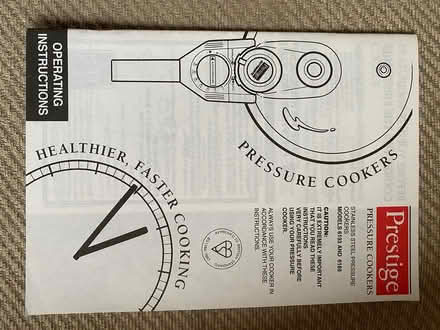 Prestige
PRESSURE COOKERS
STAINLESS STEEL PRESSURE
COOKERS
MODELS 6193 AND 6189
CAUTION:
IT IS EXTREMELY IMPORTANT
THAT YOU READ THESE
INSTRUCTIONS
VERY CAREFULLY BEFORE
USING YOUR PRESSURE
COOKER.
ALWAYS USE YOUR COOKER IN
ACCORDANCE WITH THESE
INSTRUCTIONS.
PRESSURE COOKERS
HEALTHIER, FASTER COOKING
OPERATING
INSTRUCTIONS